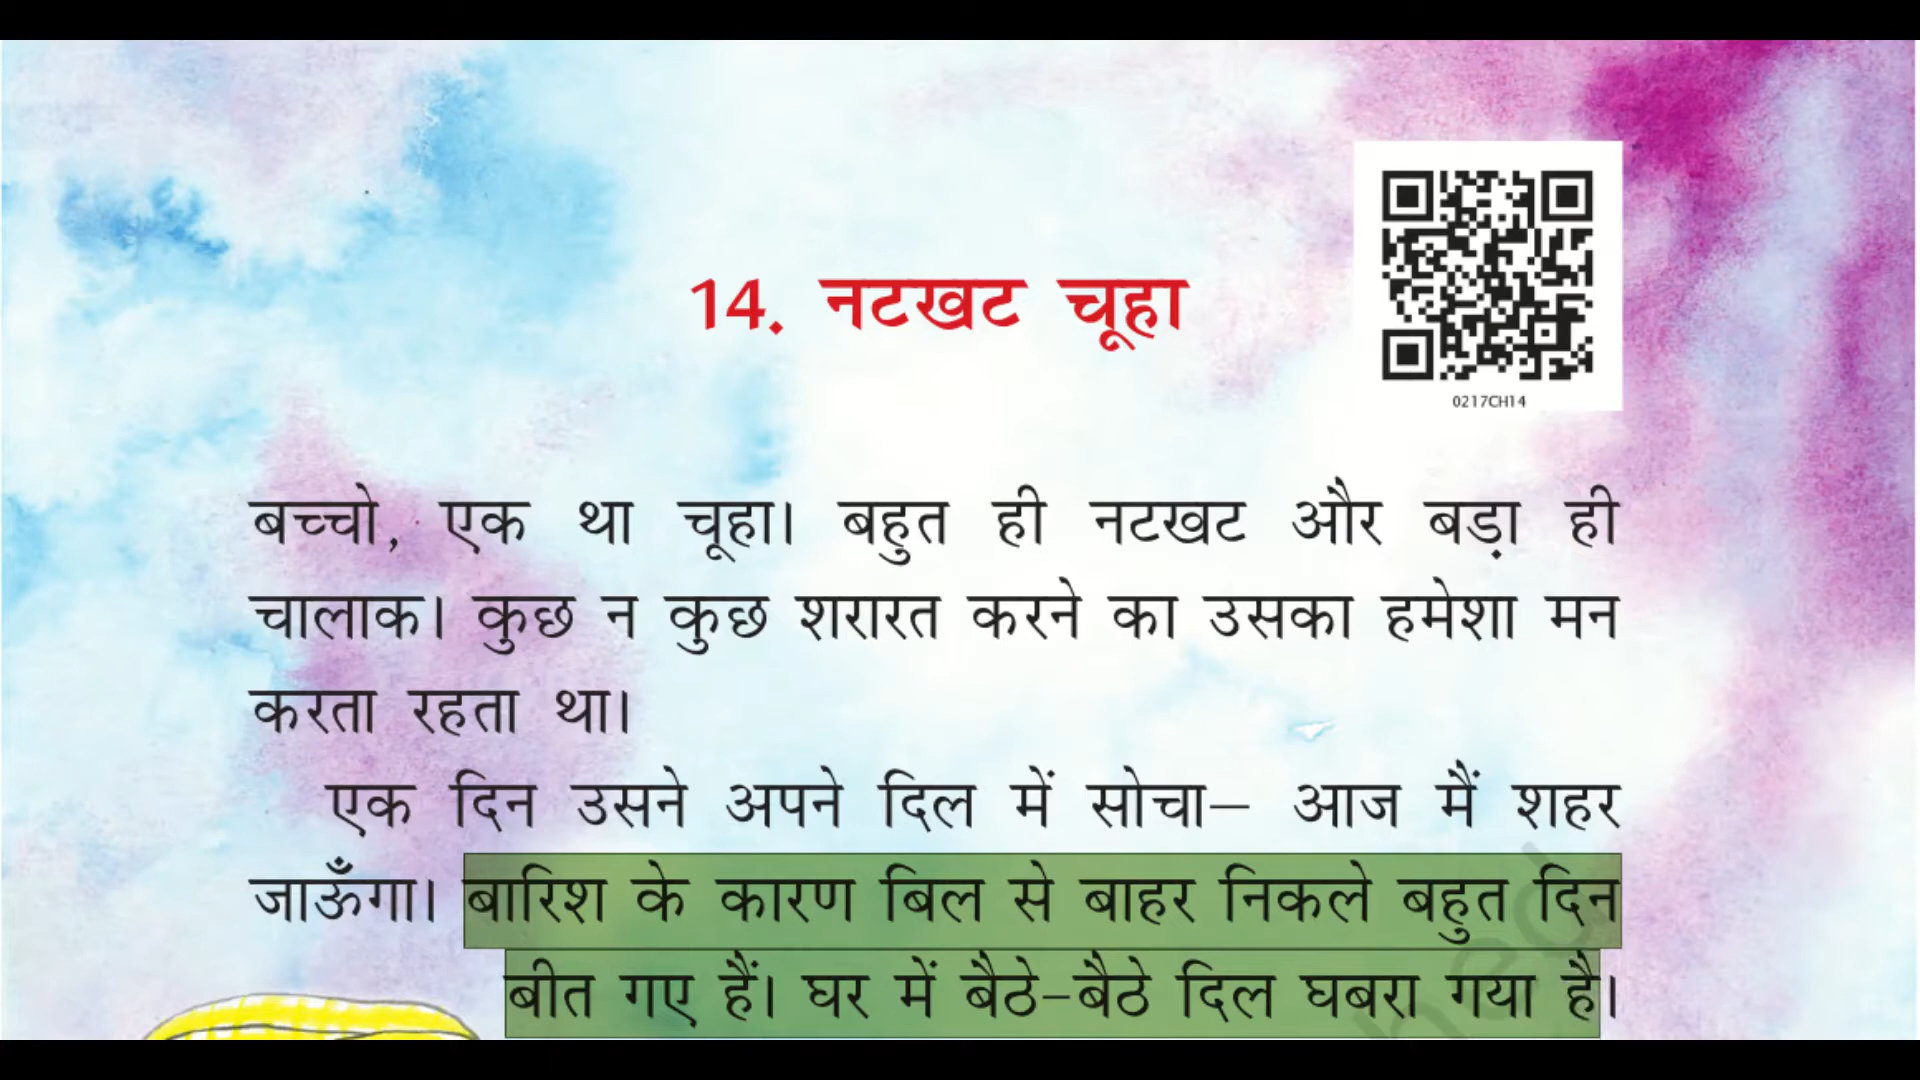 14. नटखट चूहा
0217CH14
बच्चो, एक था चूहा। बहुत ही नटखट और बड़ा ही
चालाक। कुछ न कुछ शरारत करने का उसका हमेशा मन
करता रहता था।
एक दिन उसने अपने दिल में सोचा– आज मैं शहर
जाऊँगा। बारिश के कारण बिल से बाहर निकले बहुत दिन
बीत गए हैं। घर में बैठे-बैठे दिल घबरा गया है।